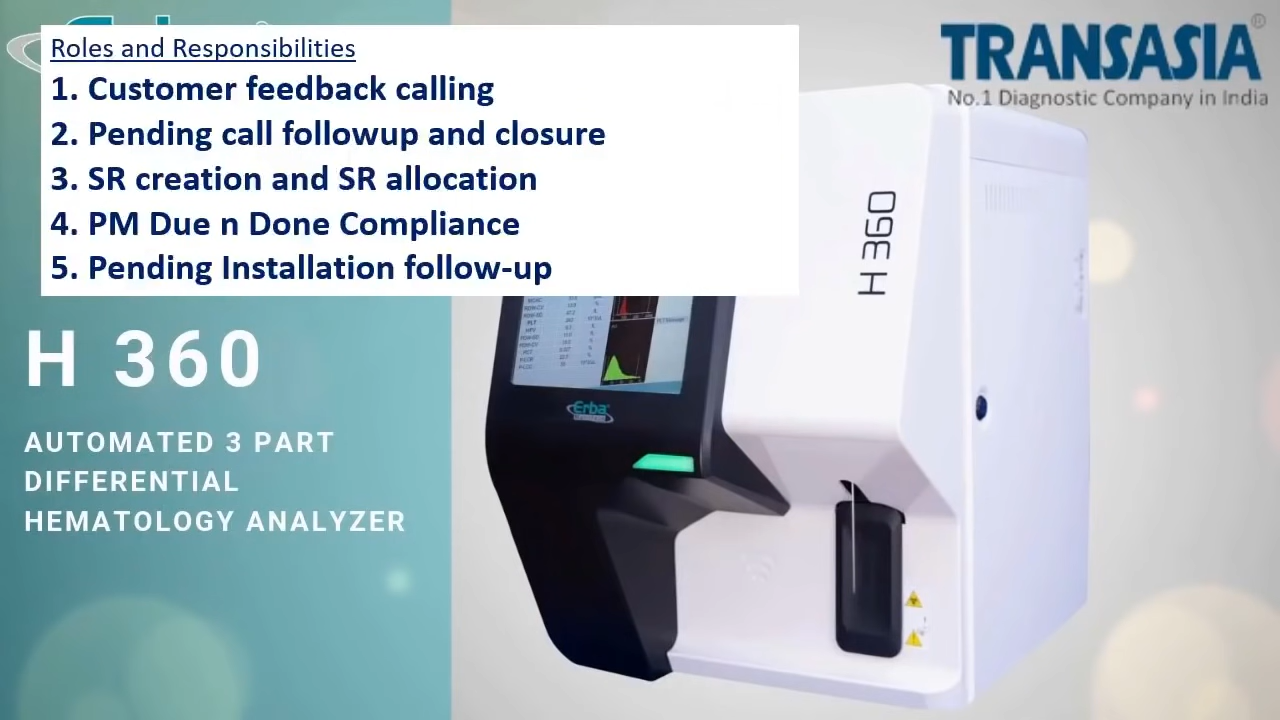 Roles and Responsibilities
1. Customer feedback calling
2. Pending call followup and closure
3. SR creation and SR allocation
4. PM Due n Done Compliance
5. Pending Installation follow-up
TRANSASIA®
No.1 Diagnostic Company in India
H 360
H 360
AUTOMATED 3 PART
DIFFERENTIAL
HEMATOLOGY ANALYZER
Erba